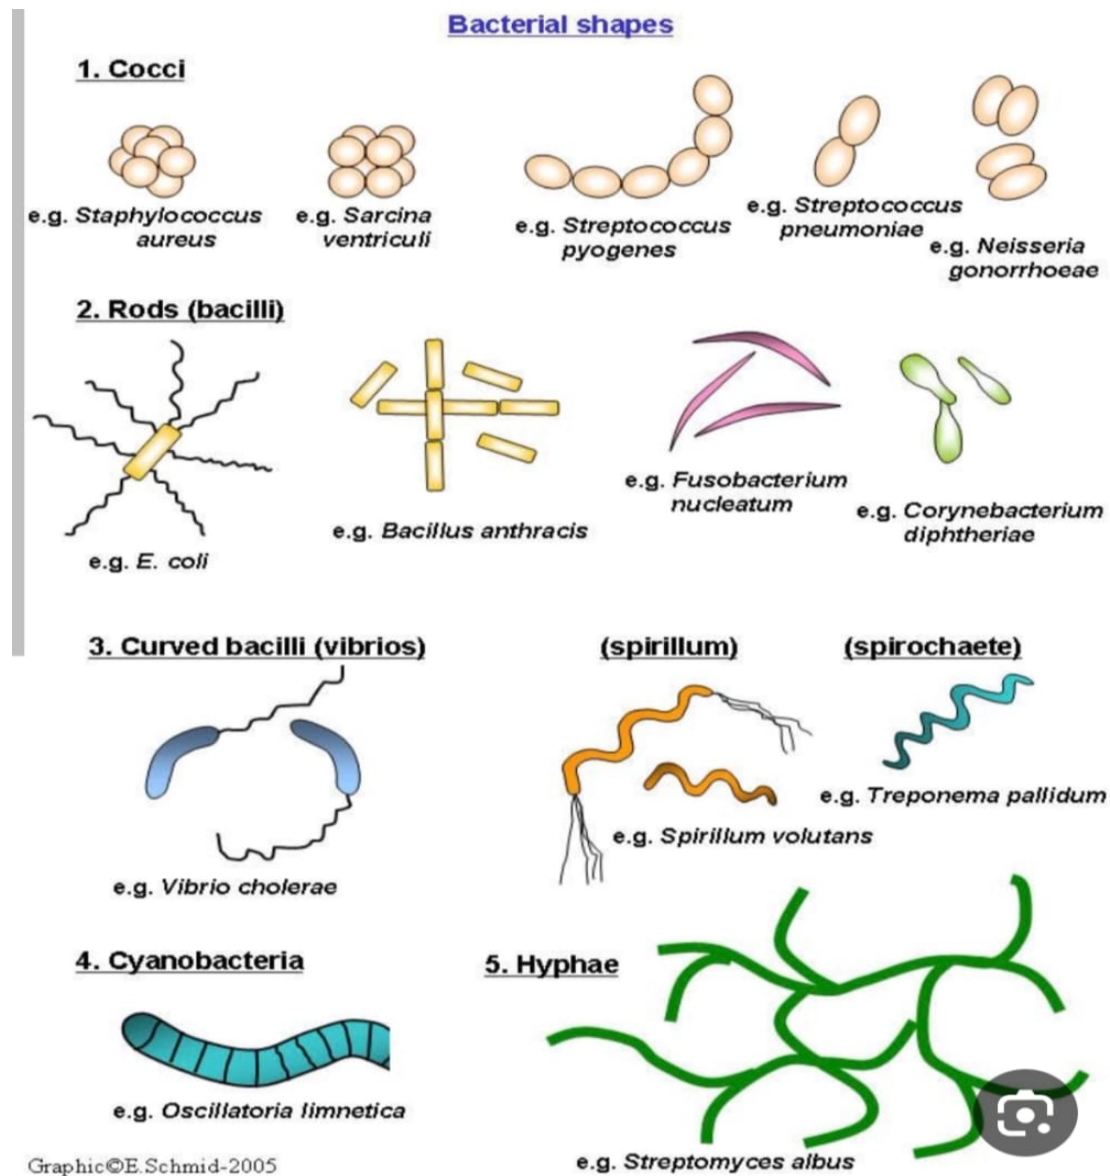 Bacterial shapes
1. Cocci
e.g. Staphylococcus
aureus
e.g. Sarcina
ventriculi
e.g. Streptococcus
pyogenes
e.g. Streptococcus
pneumoniae
e.g. Neisseria
gonorrhoeae
2. Rods (bacilli)
e.g. E. coli
e.g. Bacillus anthracis
e.g. Fusobacterium
nucleatum
e.g. Corynebacterium
diphtheriae
3. Curved bacilli (vibrios)
(spirillum)
(spirochaete)
e.g. Vibrio cholerae
e.g. Spirillum volutans
e.g. Treponema pallidum
4. Cyanobacteria
e.g. Oscillatoria limnetica
5. Hyphae
e.g. Streptomyces albus
Graphic©E.Schmid-2005